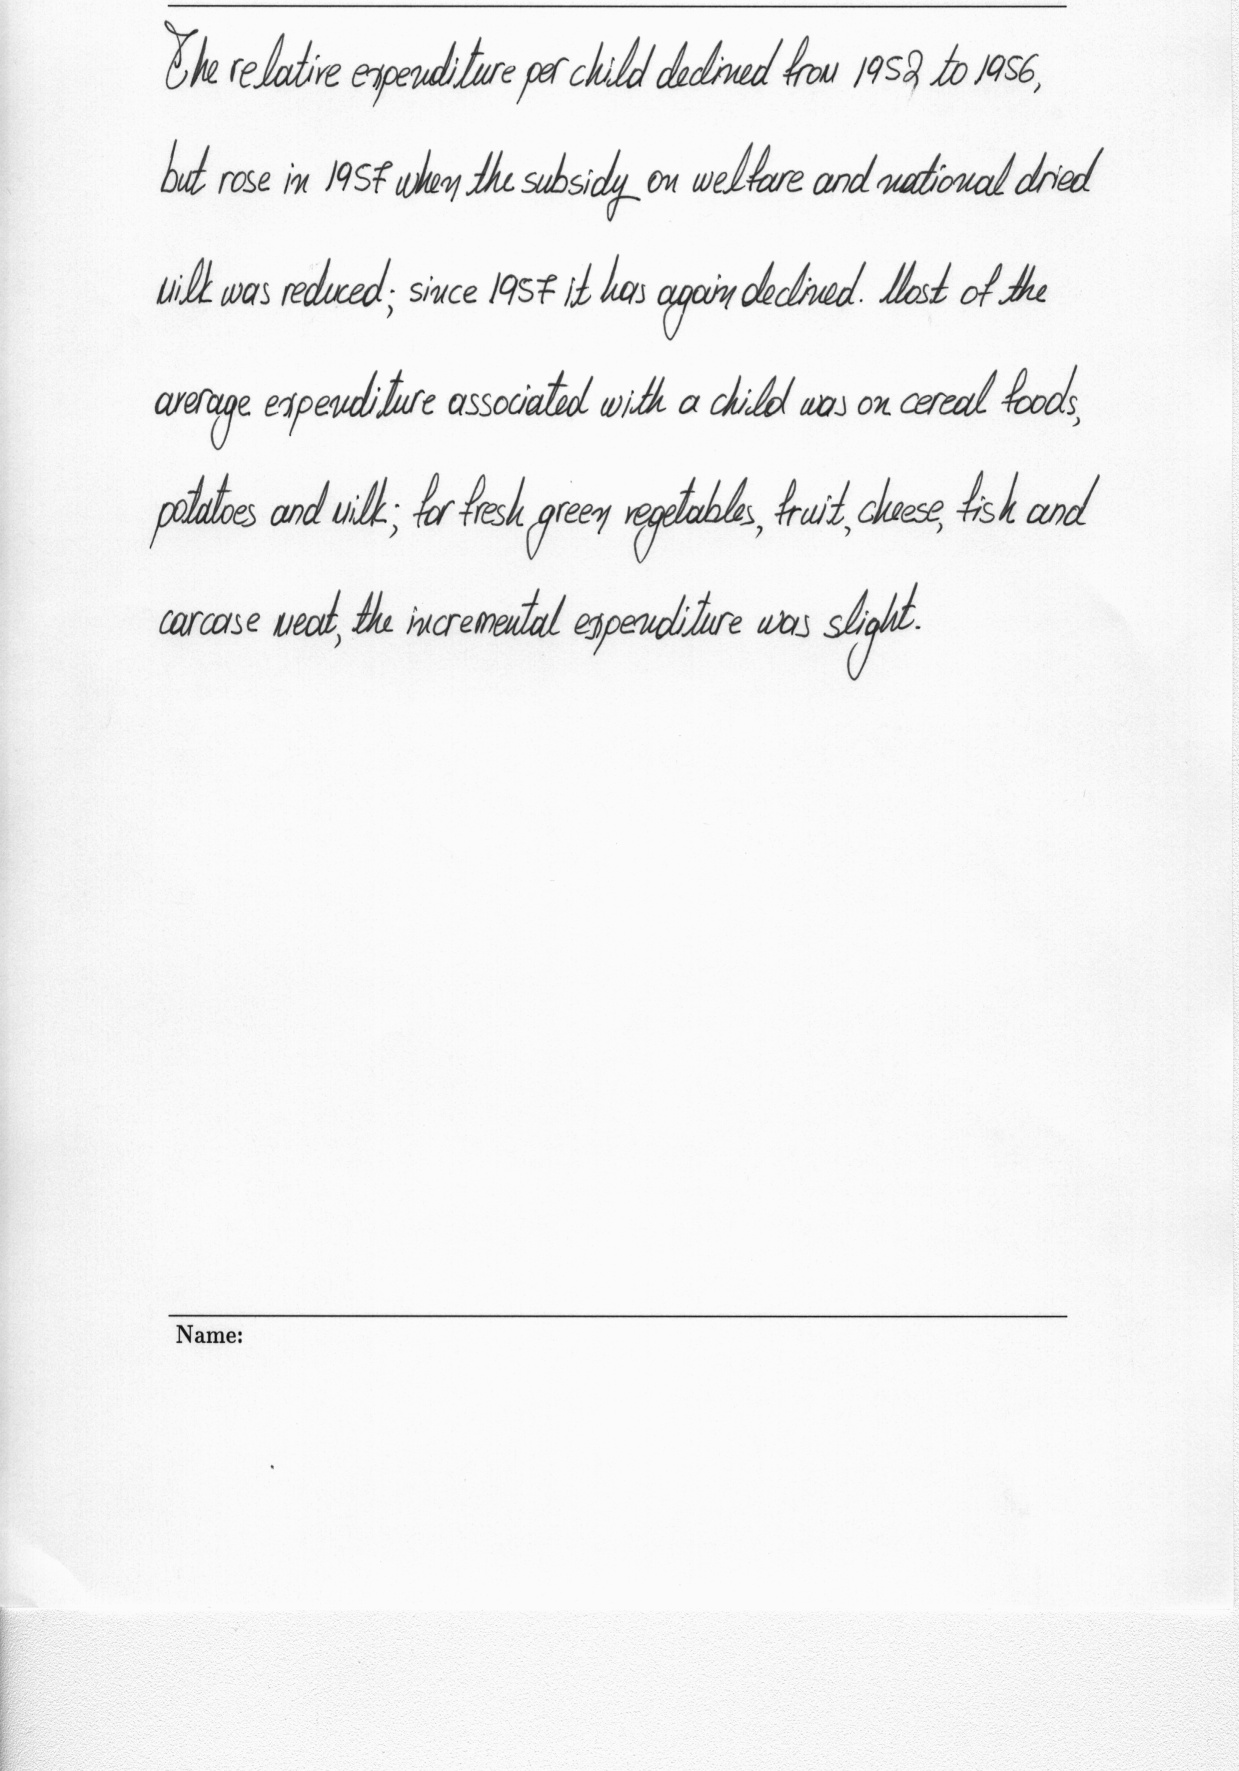 The relative expenditure per child declined from 1952 to 1956,
but rose in 1957 when the subsidy on welfare and national dried
milk was reduced; since 1957 it has again declined. Most of the
average expenditure associated with a child was on cereal foods,
potatoes and milk; for fresh green vegetables, fruit, cheese, fish and
carcase meat, the incremental expenditure was slight.
Name: